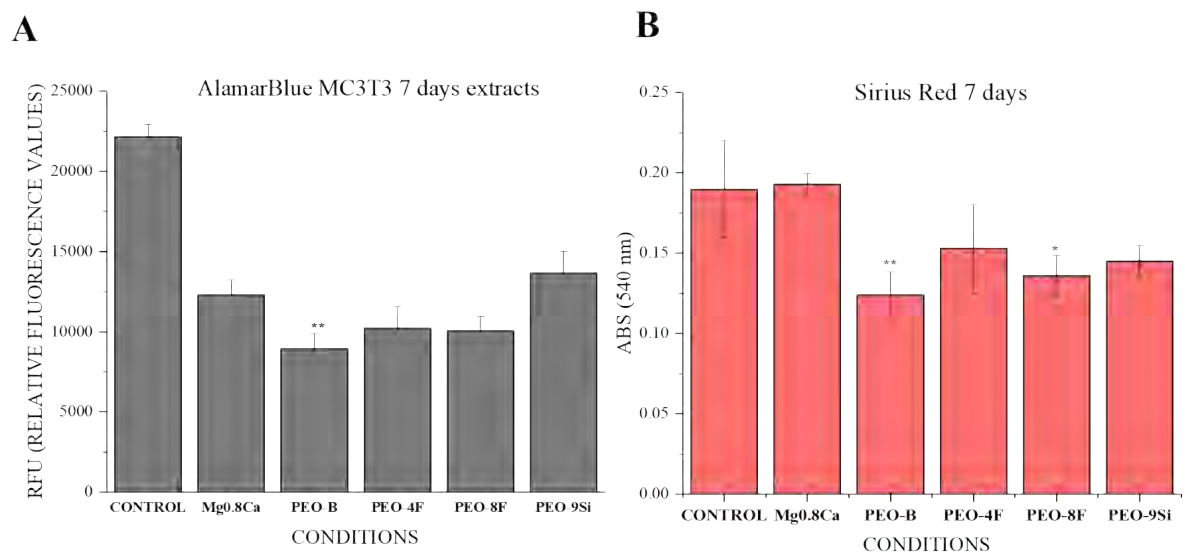 A
AlamarBlue MC3T3 7 days extracts
RFU (RELATIVE FLUORESCENCE VALUES)
25000
20000
15000
10000
5000
0
**
CONTROL Mg0.8Ca PEO-B PEO-4F PEO-8F PEO-9Si
CONDITIONS
B
Sirius Red 7 days
ABS (540 nm)
0.25
0.20
0.15
0.10
0.05
0.00
**
*
CONTROL Mg0.8Ca PEO-B PEO-4F PEO-8F PEO-9Si
CONDITIONS